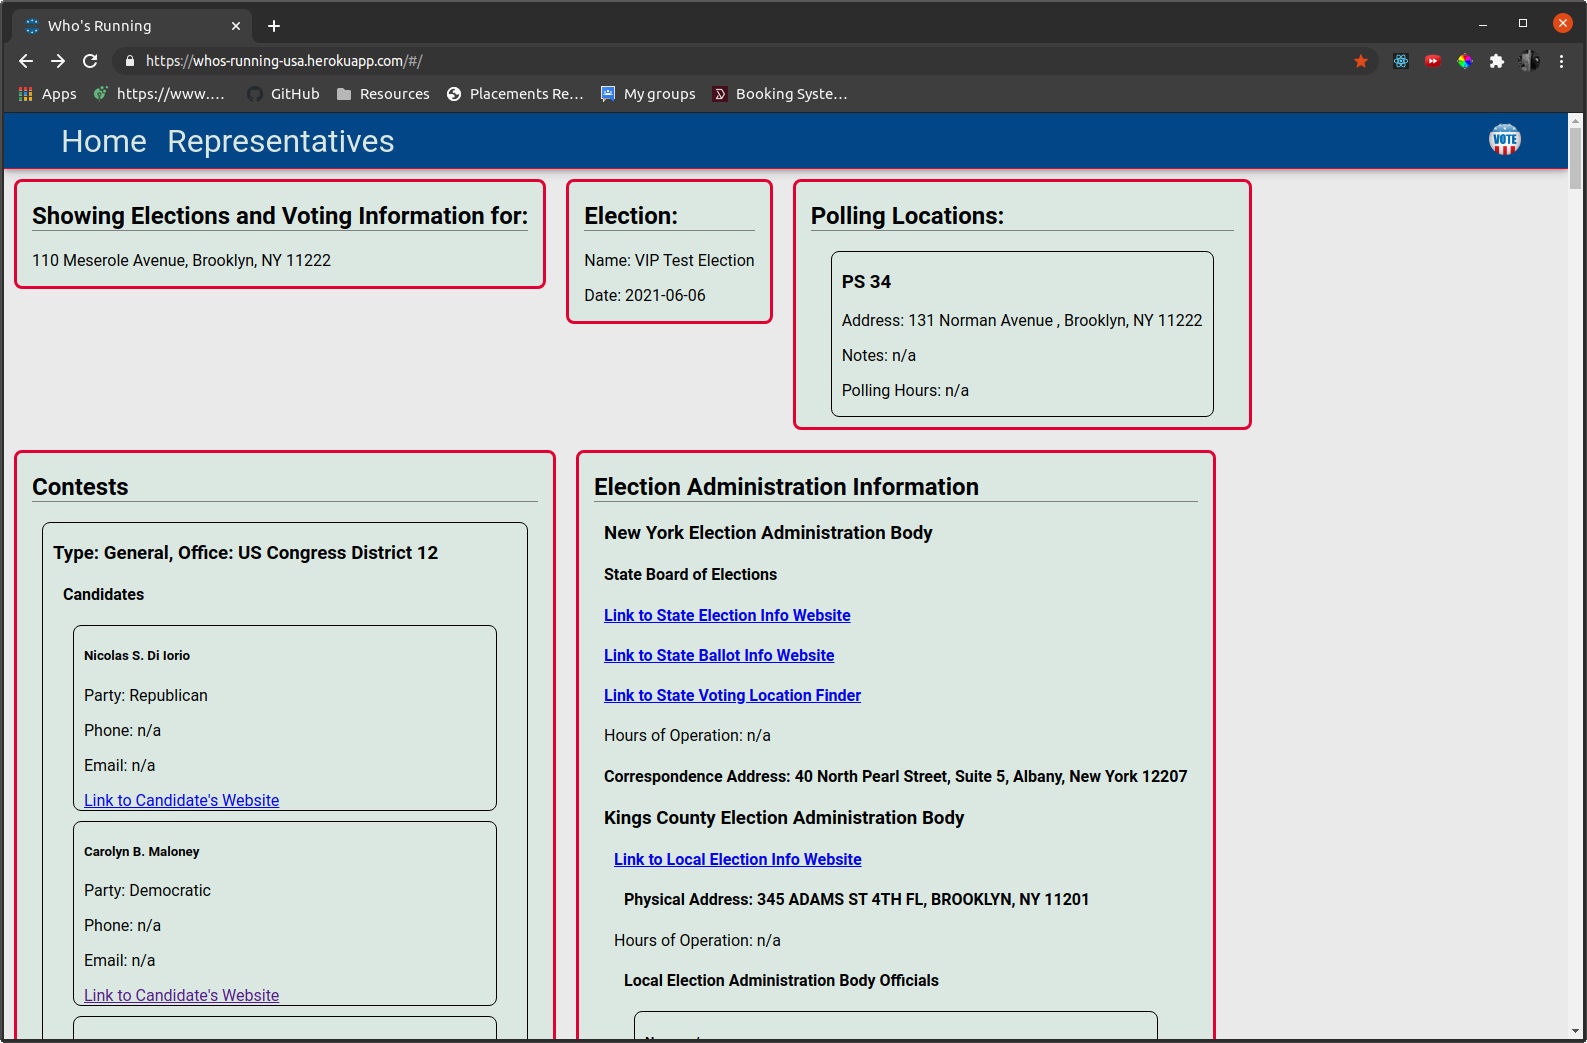 Who's Running
https://whos-running-usa.herokuapp.com/#/
Apps
https://www....
GitHub
Resources
Placements Re...
My groups
Booking Syste...
Home
Representatives
VOTE
Showing Elections and Voting Information for:
110 Meserole Avenue, Brooklyn, NY 11222
Election:
Name: VIP Test Election
Date: 2021-06-06
Polling Locations:
PS 34
Address: 131 Norman Avenue , Brooklyn, NY 11222
Notes: n/a
Polling Hours: n/a
Contests
Type: General, Office: US Congress District 12
Candidates
Nicolas S. Di Iorio
Party: Republican
Phone: n/a
Email: n/a
Link to Candidate's Website
Carolyn B. Maloney
Party: Democratic
Phone: n/a
Email: n/a
Link to Candidate's Website
Election Administration Information
New York Election Administration Body
State Board of Elections
Link to State Election Info Website
Link to State Ballot Info Website
Link to State Voting Location Finder
Hours of Operation: n/a
Correspondence Address: 40 North Pearl Street, Suite 5, Albany, New York 12207
Kings County Election Administration Body
Link to Local Election Info Website
Physical Address: 345 ADAMS ST 4TH FL, BROOKLYN, NY 11201
Hours of Operation: n/a
Local Election Administration Body Officials